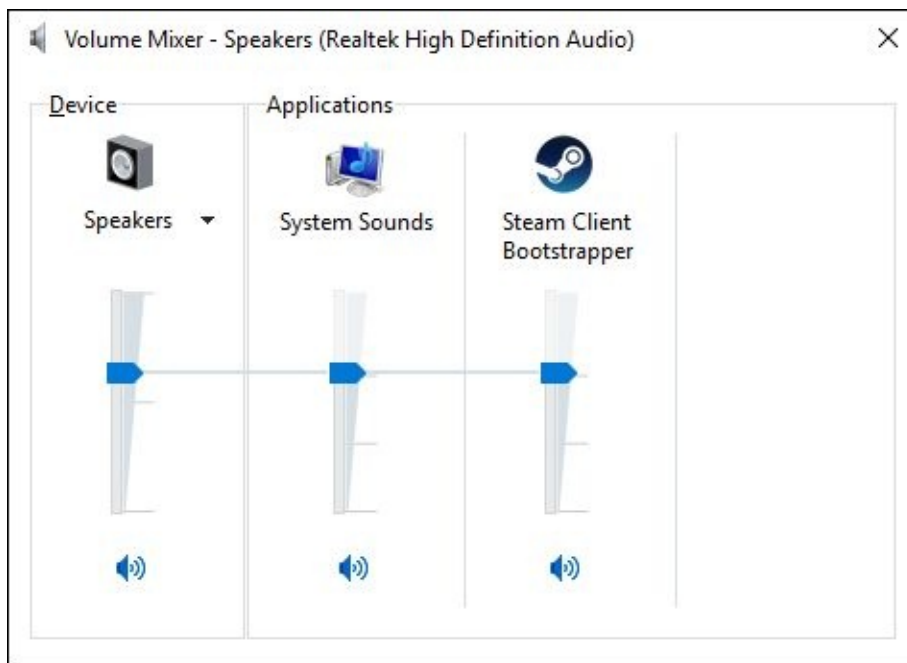 Volume Mixer - Speakers (Realtek High Definition Audio)
Device
Applications
Speakers
System Sounds
Steam Client
Bootstrapper